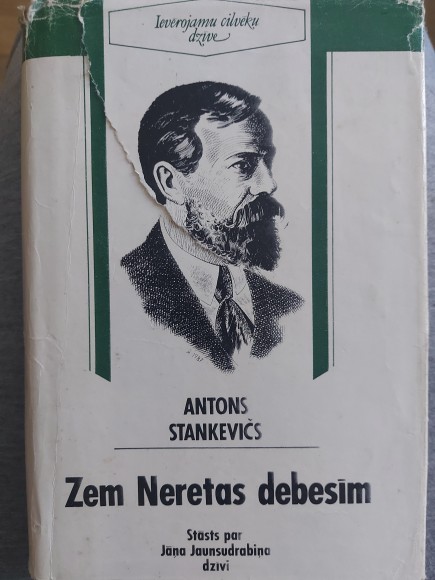 Ievērojamu cilvēku
dzīve
ANTONS
STANKEVIČS
Zem Neretas debesīm
Stāsts par
Jāņa Jaunsudrabiņa
dzīvi